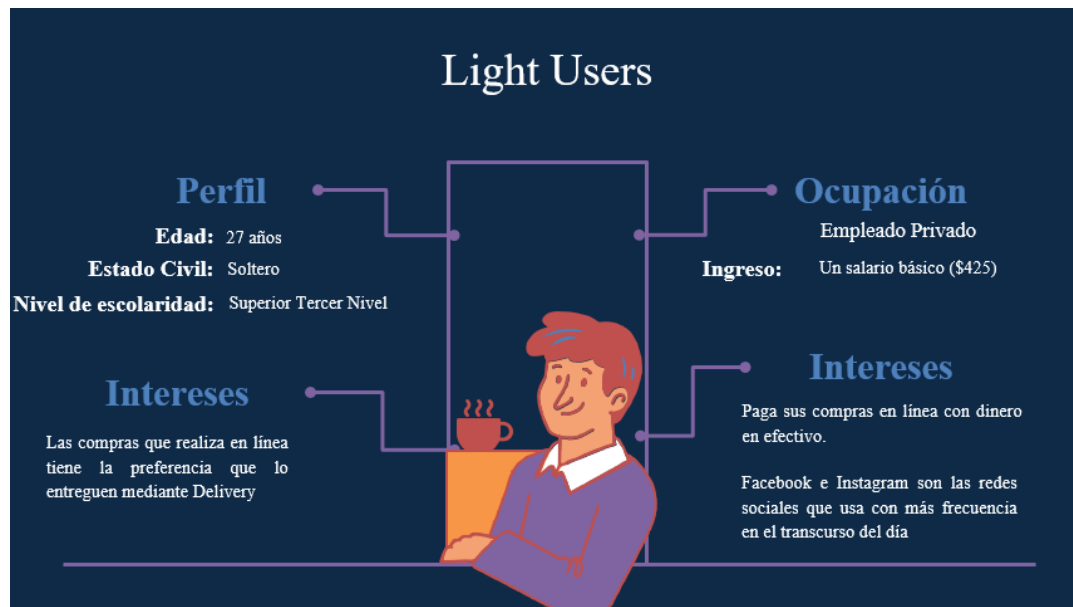 Light Users
Perfil
Edad: 27 años
Estado Civil: Soltero
Nivel de escolaridad: Superior Tercer Nivel
Ocupación
Empleado Privado
Ingreso: Un salario básico ($425)
Intereses
Las compras que realiza en línea
tiene la preferencia que lo
entreguen mediante Delivery
Intereses
Paga sus compras en línea con dinero
en efectivo.
Facebook e Instagram son las redes
sociales que usa con más frecuencia
en el transcurso del día